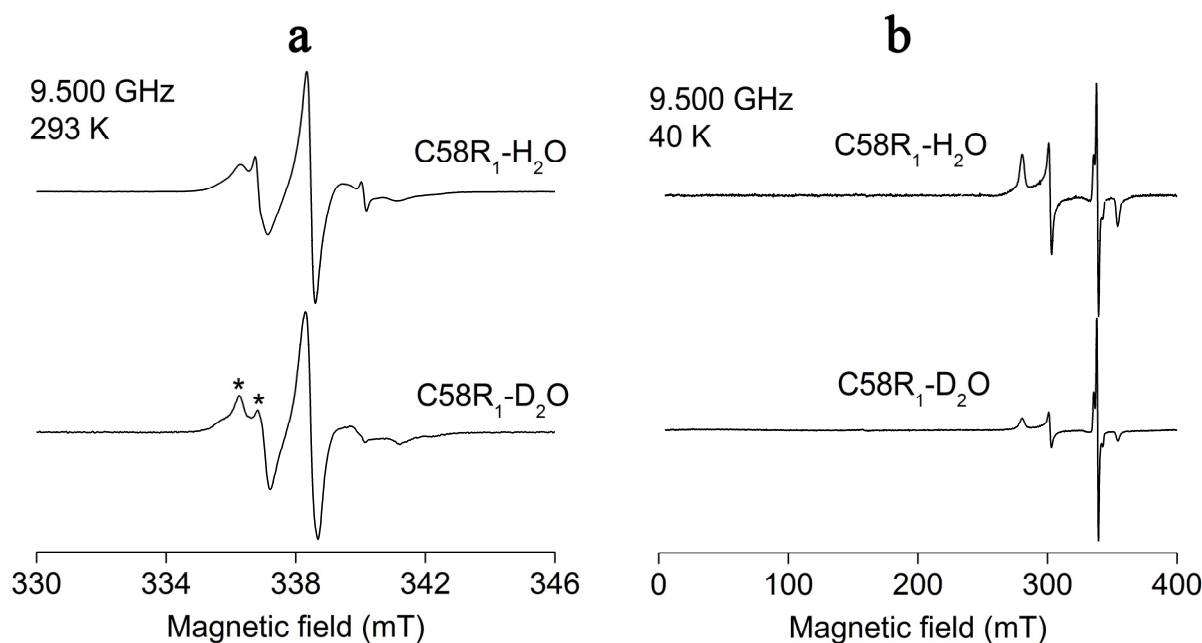 a
9.500 GHz
293 K
C58R₁-H₂O
* *
C58R₁-D₂O
330 334 338 342 346
Magnetic field (mT)
b
9.500 GHz
40 K
C58R₁-H₂O
C58R₁-D₂O
0 100 200 300 400
Magnetic field (mT)